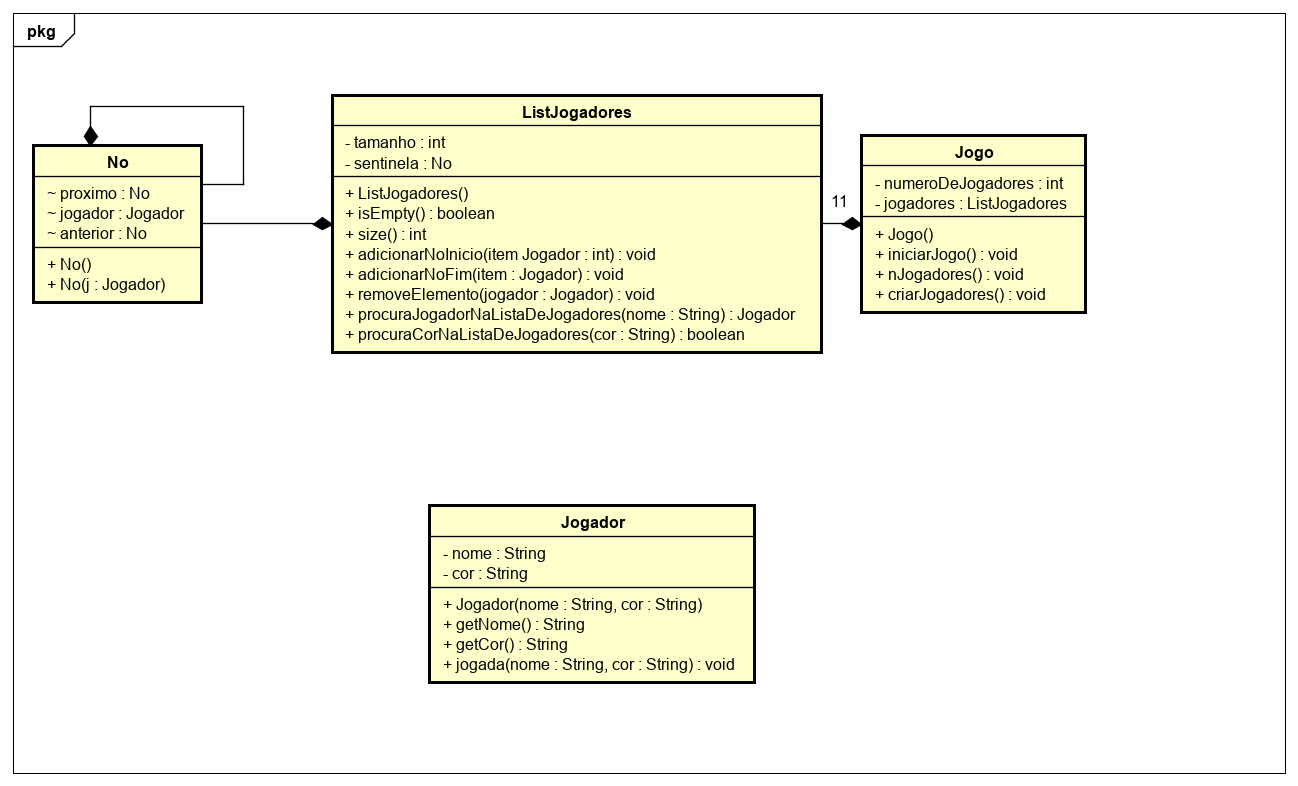 pkg
No
~ proximo : No
~ jogador : Jogador
~ anterior : No
+ No()
+ No(j : Jogador)
ListJogadores
- tamanho : int
- sentinela : No
+ ListJogadores()
+ isEmpty() : boolean
+ size() : int
+ adicionarNoInicio(item Jogador : int) : void
+ adicionarNoFim(item : Jogador) : void
+ removeElemento(jogador : Jogador) : void
+ procuraJogadorNaListaDeJogadores(nome : String) : Jogador
+ procuraCorNaListaDeJogadores(cor : String) : boolean
11
Jogo
- numeroDeJogadores : int
- jogadores : ListJogadores
+ Jogo()
+ iniciarJogo() : void
+ nJogadores() : void
+ criarJogadores() : void
Jogador
- nome : String
- cor : String
+ Jogador(nome : String, cor : String)
+ getNome() : String
+ getCor() : String
+ jogada(nome : String, cor : String) : void